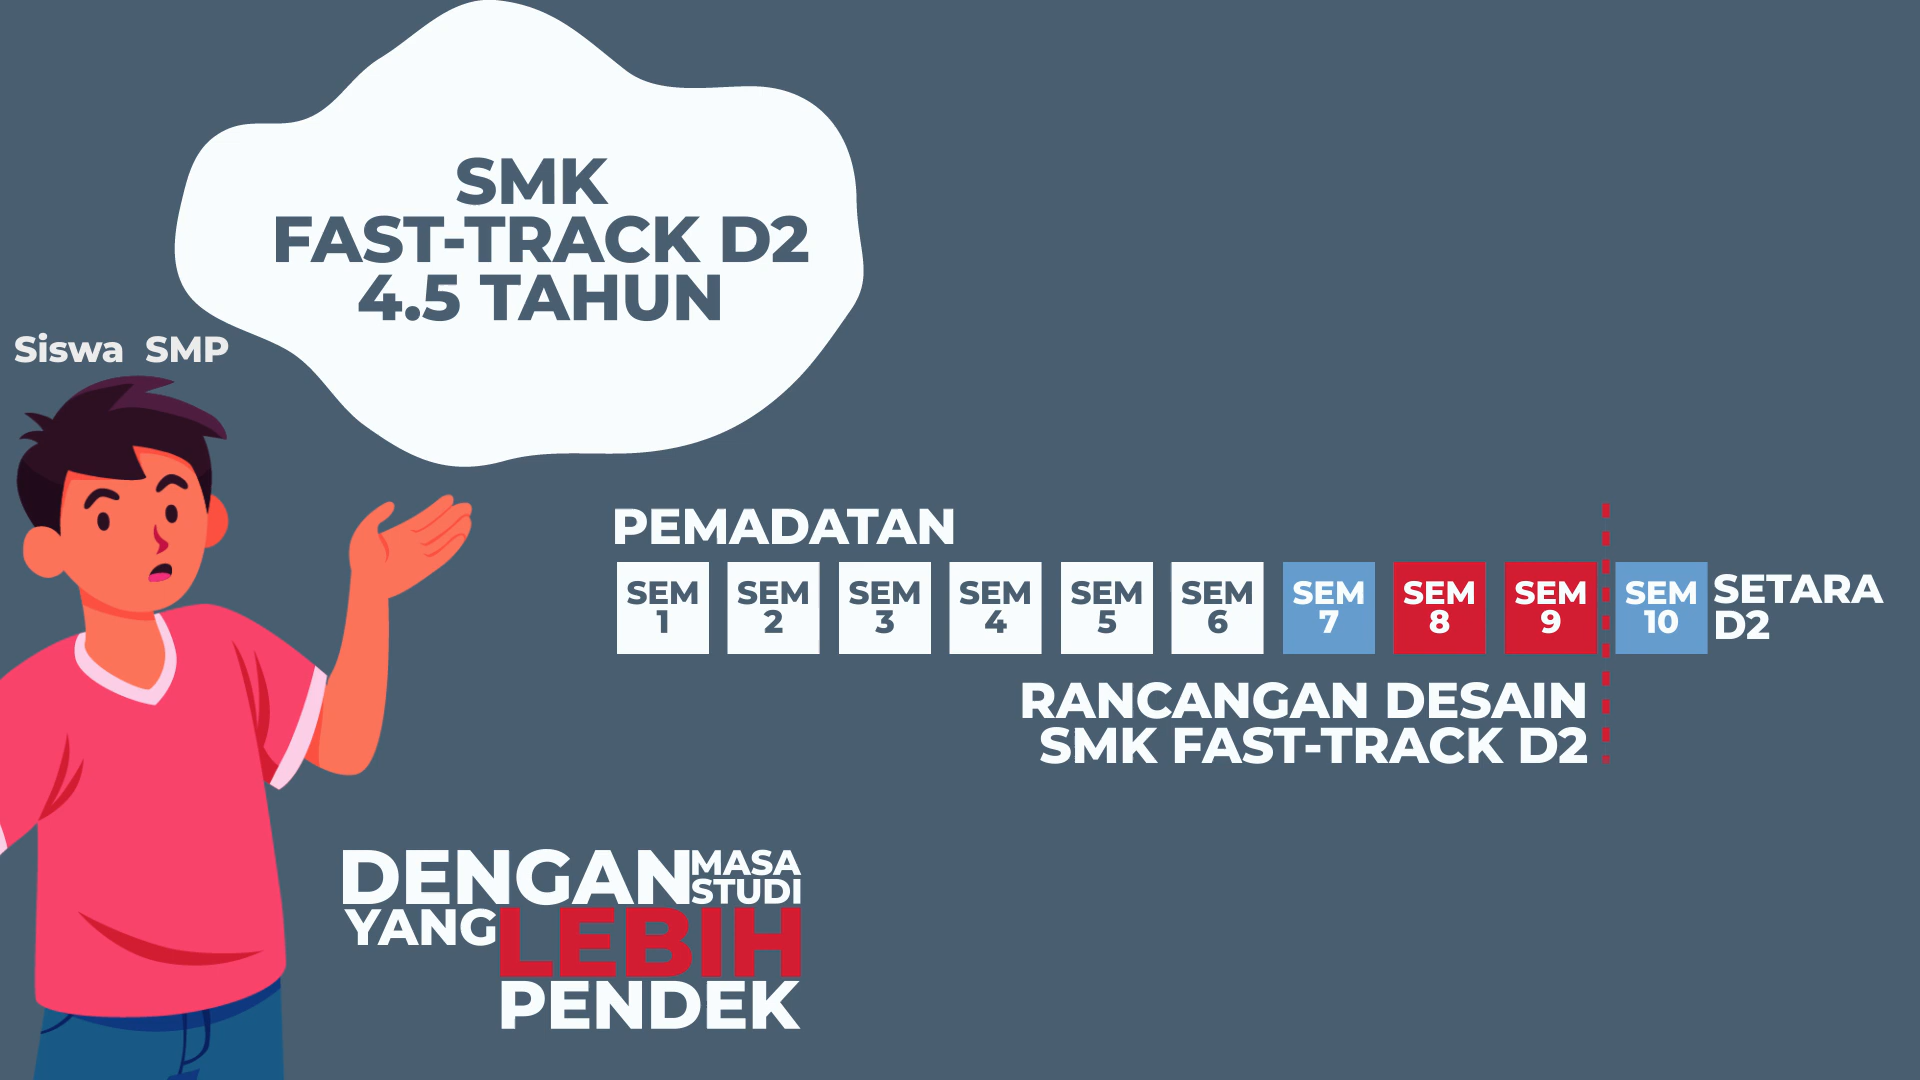 SMK
FAST-TRACK D2
4.5 TAHUN
Siswa SMP
PEMADATAN
SEM
1
SEM
2
SEM
3
SEM
4
SEM
5
SEM
6
SEM
7
SEM
8
SEM
9
SEM
10
SETARA
D2
RANCANGAN DESAIN
SMK FAST-TRACK D2
DENGAN MASA
STUDI
YANG LEBIH
PENDEK